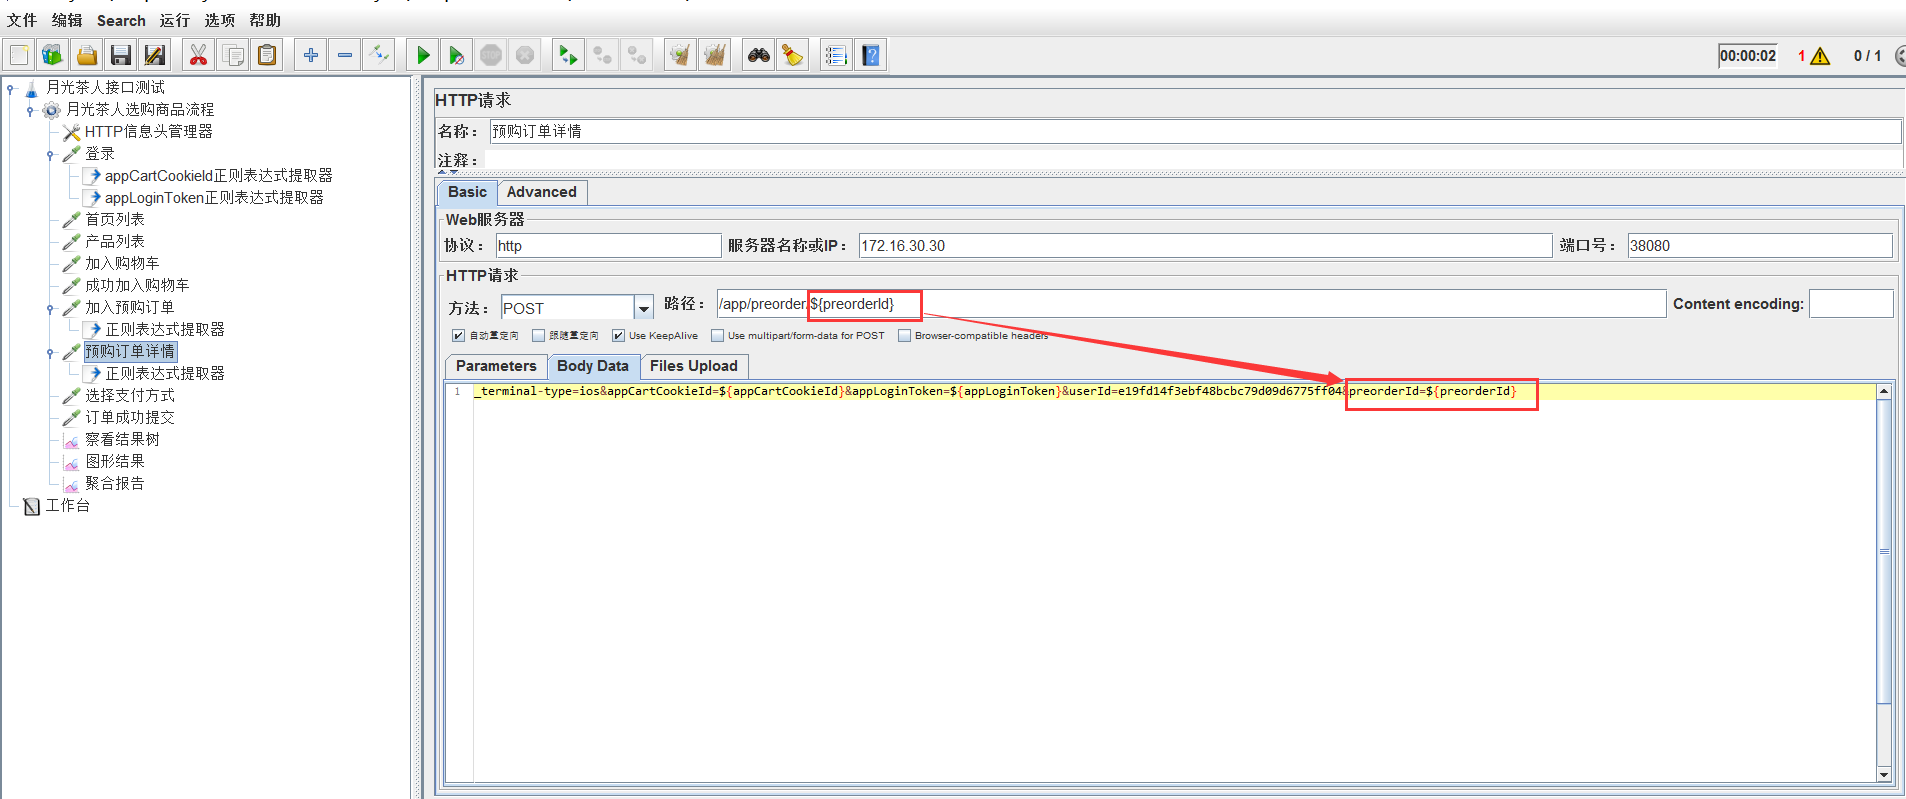 文件 编辑 Search 运行 选项 帮助
00:00:02 1 0 / 1
月光茶人接口测试
月光茶人选购商品流程
HTTP信息头管理器
登录
appCartCookieId正则表达式提取器
appLoginToken正则表达式提取器
首页列表
产品列表
加入购物车
成功加入购物车
加入预购订单
正则表达式提取器
预购订单详情
正则表达式提取器
选择支付方式
订单成功提交
察看结果树
图形结果
聚合报告
工作台
HTTP请求
名称： 预购订单详情
注释：
Basic Advanced
Web服务器
协议： http 服务器名称或IP： 172.16.30.30 端口号： 38080
HTTP请求
方法： POST 路径： /app/preorder/${preorderId} Content encoding:
自动重定向 跟随重定向 Use KeepAlive Use multipart/form-data for POST Browser-compatible headers
Parameters Body Data Files Upload
1 _terminal-type=ios&appCartCookieId=${appCartCookieId}&appLoginToken=${appLoginToken}&userId=e19fd14f3ebf48bcbc79d09d6775ff04&preorderId=${preorderId}